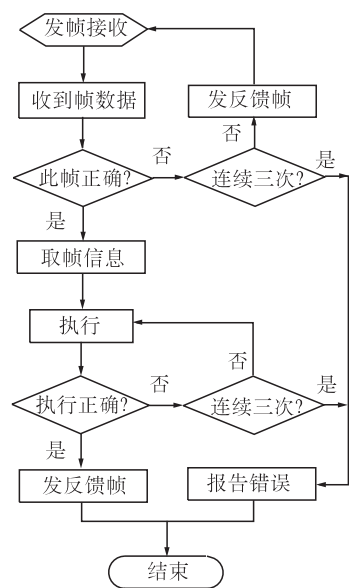 发帧接收
收到帧数据
发反馈帧
否
此帧正确?
否
连续三次?
是
是
取帧信息
执行
否
执行正确?
否
连续三次?
是
是
发反馈帧
报告错误
结束